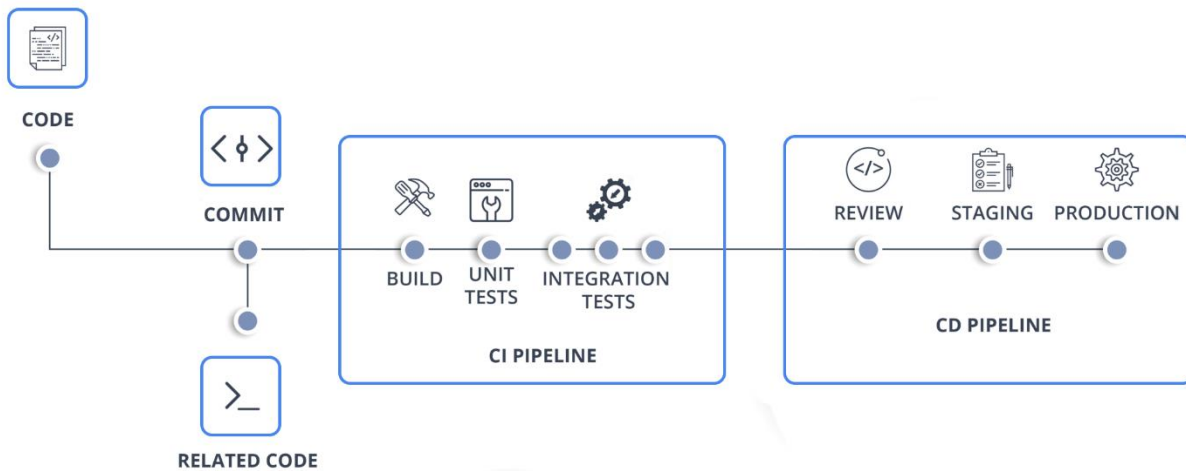 CODE
COMMIT
RELATED CODE
BUILD
UNIT
TESTS
INTEGRATION
TESTS
CI PIPELINE
REVIEW
STAGING
PRODUCTION
CD PIPELINE